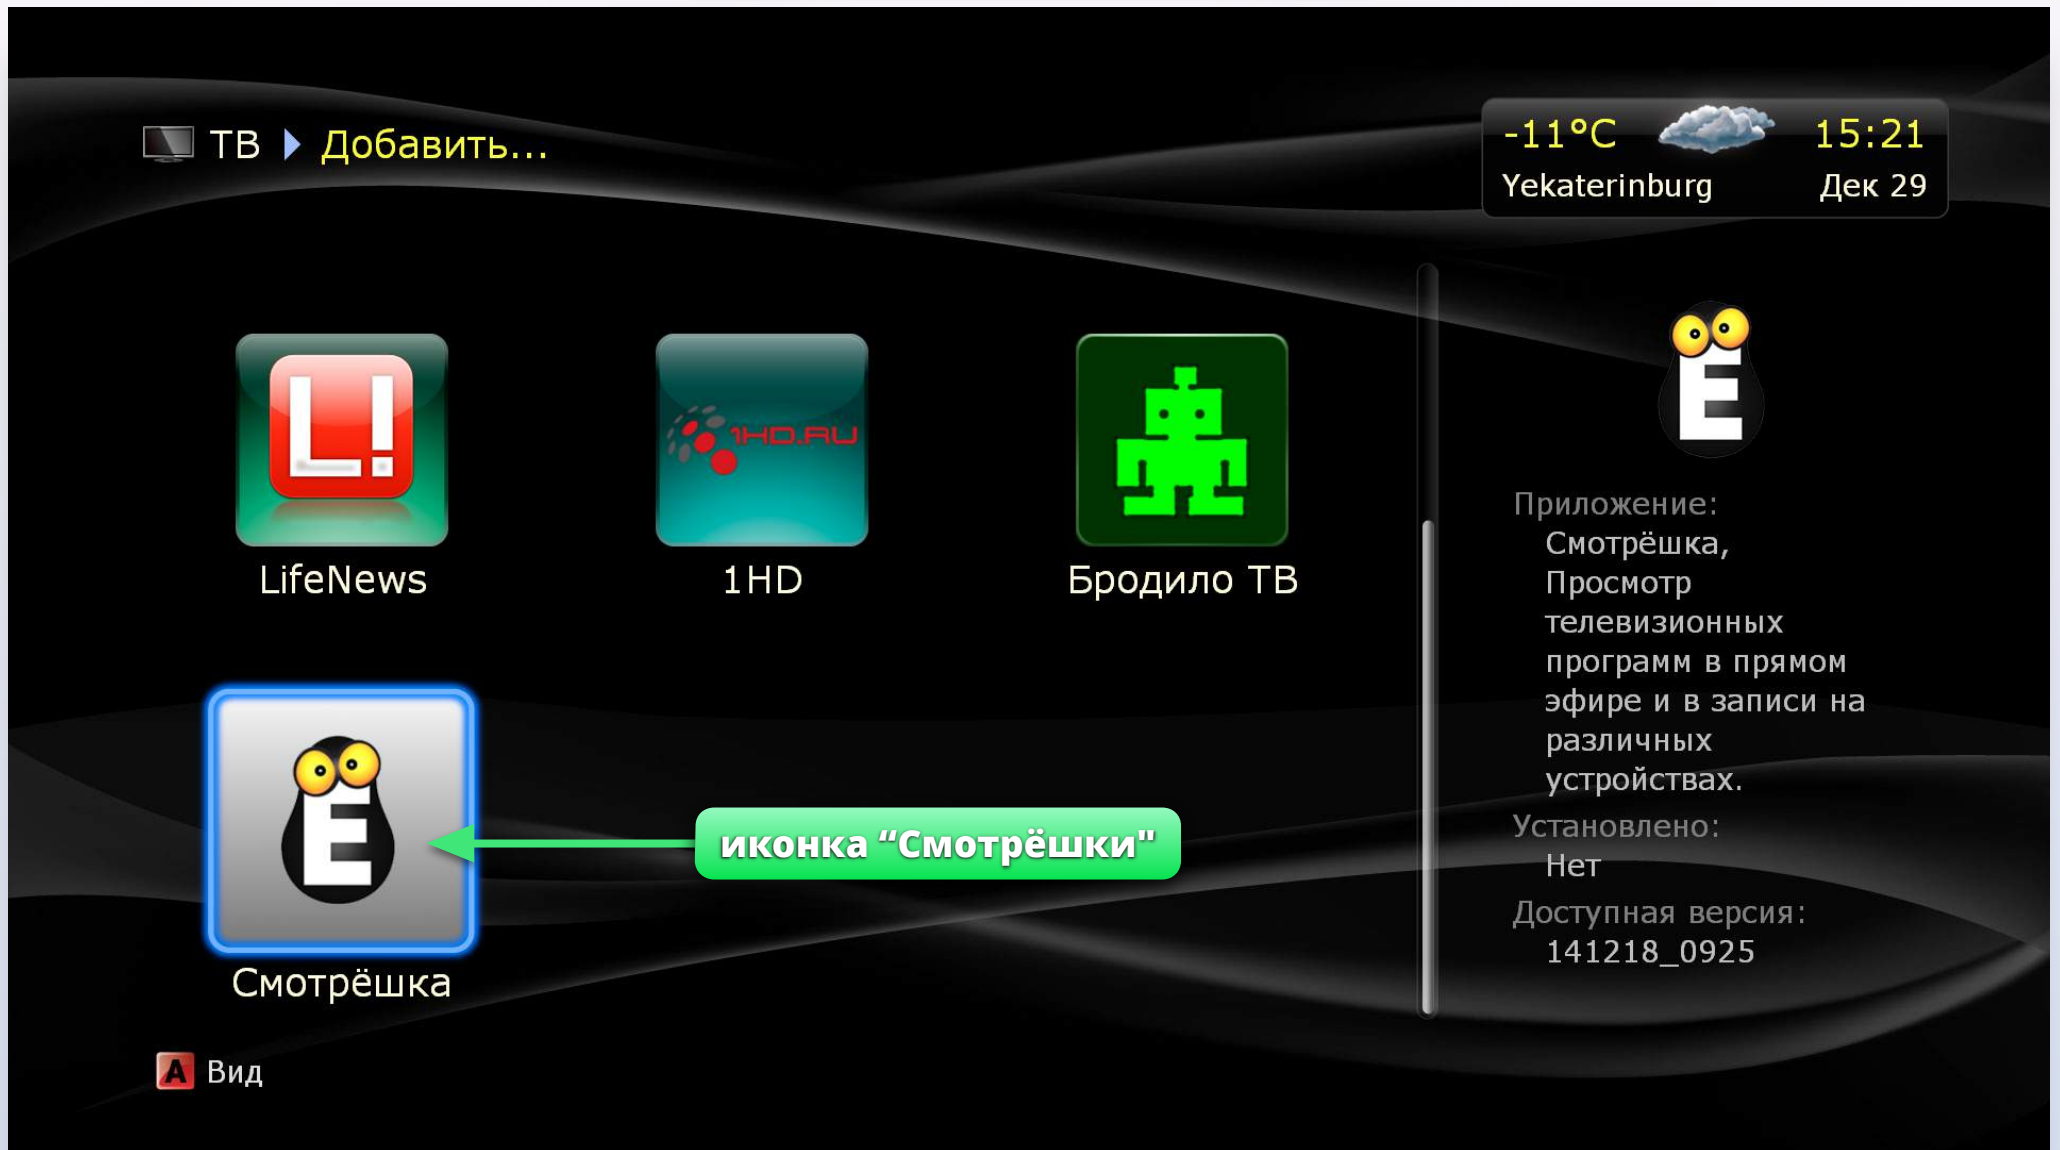 ТВ Добавить...
-11°C 15:21
Yekaterinburg Дек 29
L!
1HD.RU
LifeNews
1HD
Бродило ТВ
Ё
Приложение:
Смотрёшка,
Просмотр
телевизионных
программ в прямом
эфире и в записи на
различных
устройствах.
Установлено:
Нет
Доступная версия:
141218_0925
Ё
иконка “Смотрёшки"
Смотрёшка
A Вид